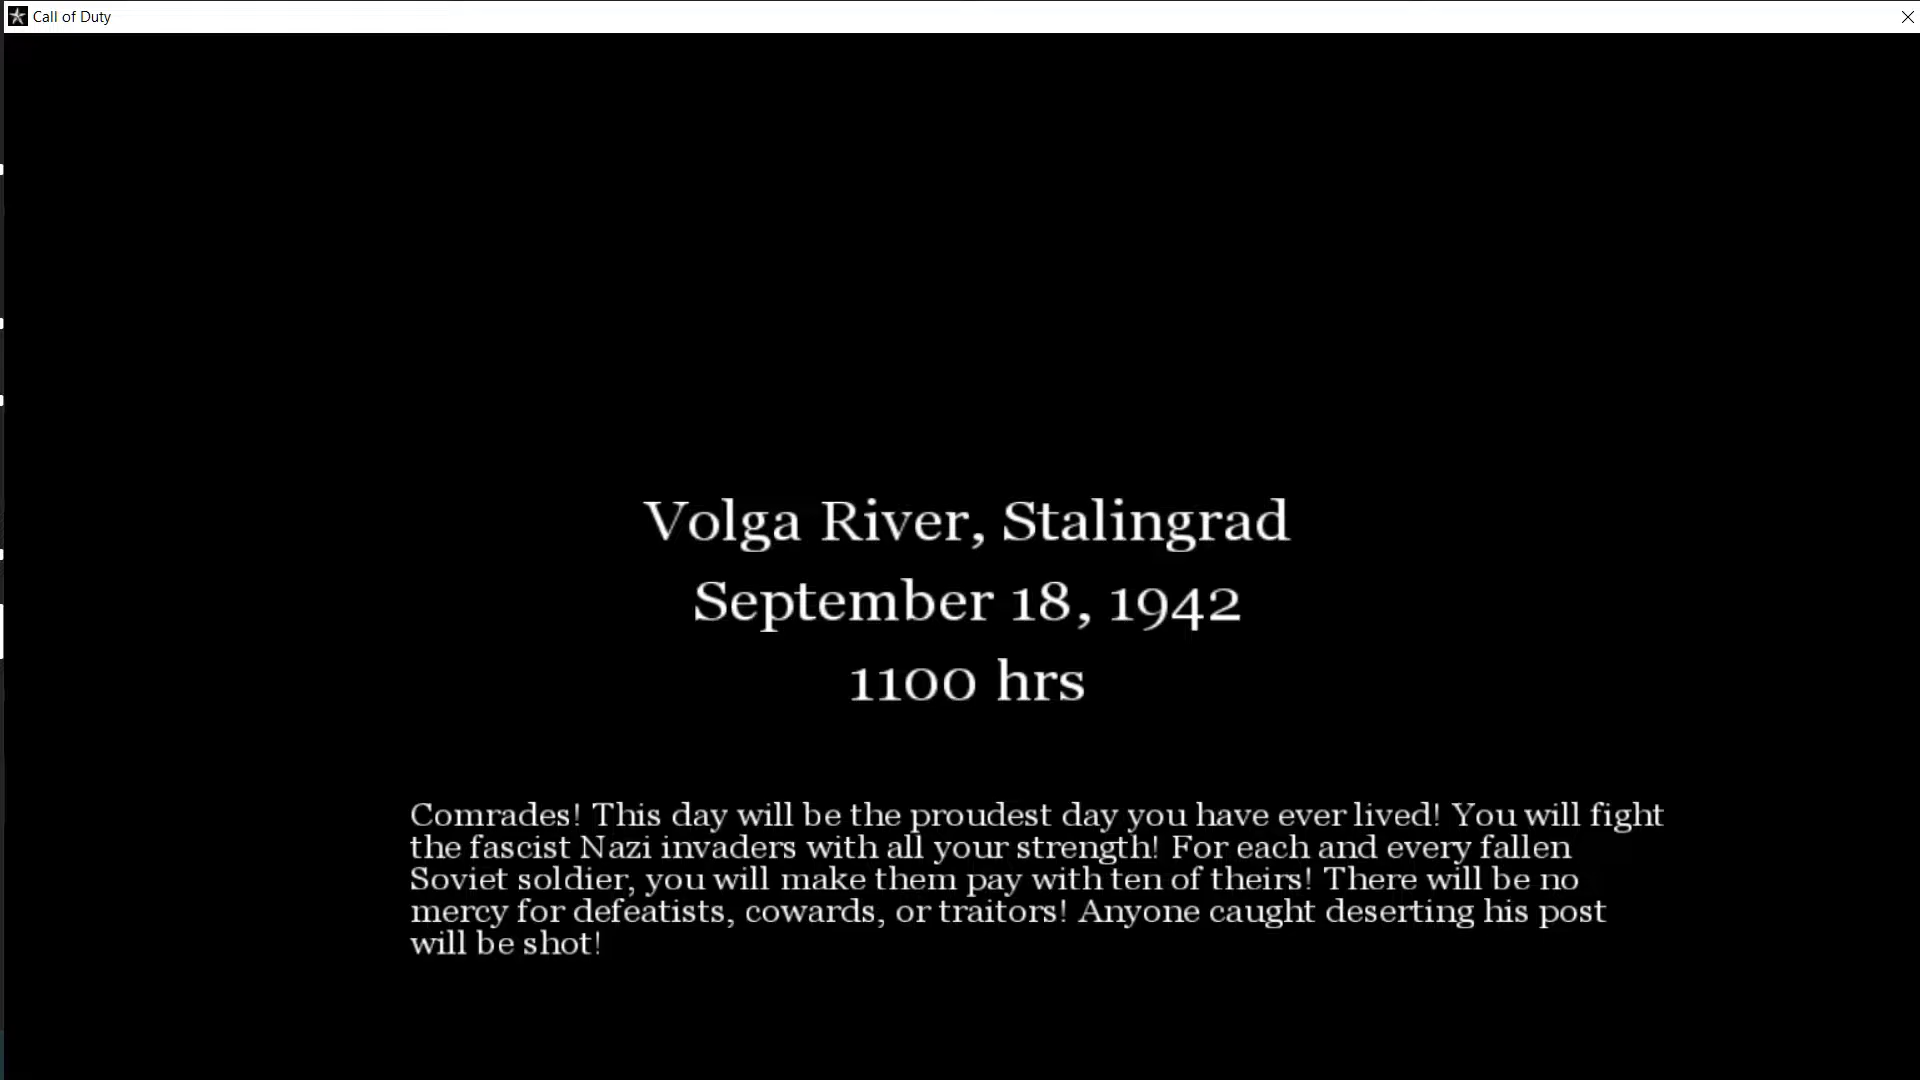 Call of Duty
Volga River, Stalingrad
September 18, 1942
1100 hrs
Comrades! This day will be the proudest day you have ever lived! You will fight
the fascist Nazi invaders with all your strength! For each and every fallen
Soviet soldier, you will make them pay with ten of theirs! There will be no
mercy for defeatists, cowards, or traitors! Anyone caught deserting his post
will be shot!